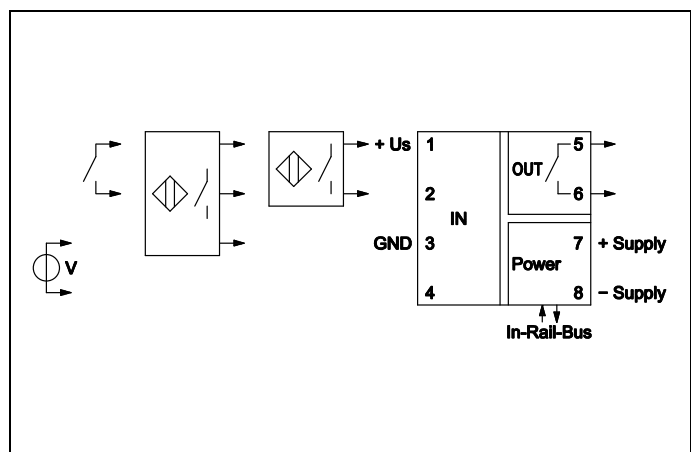 + Us 1 5
OUT
2 6
IN
GND 3 7 + Supply
V Power
4 8 − Supply
In-Rail-Bus